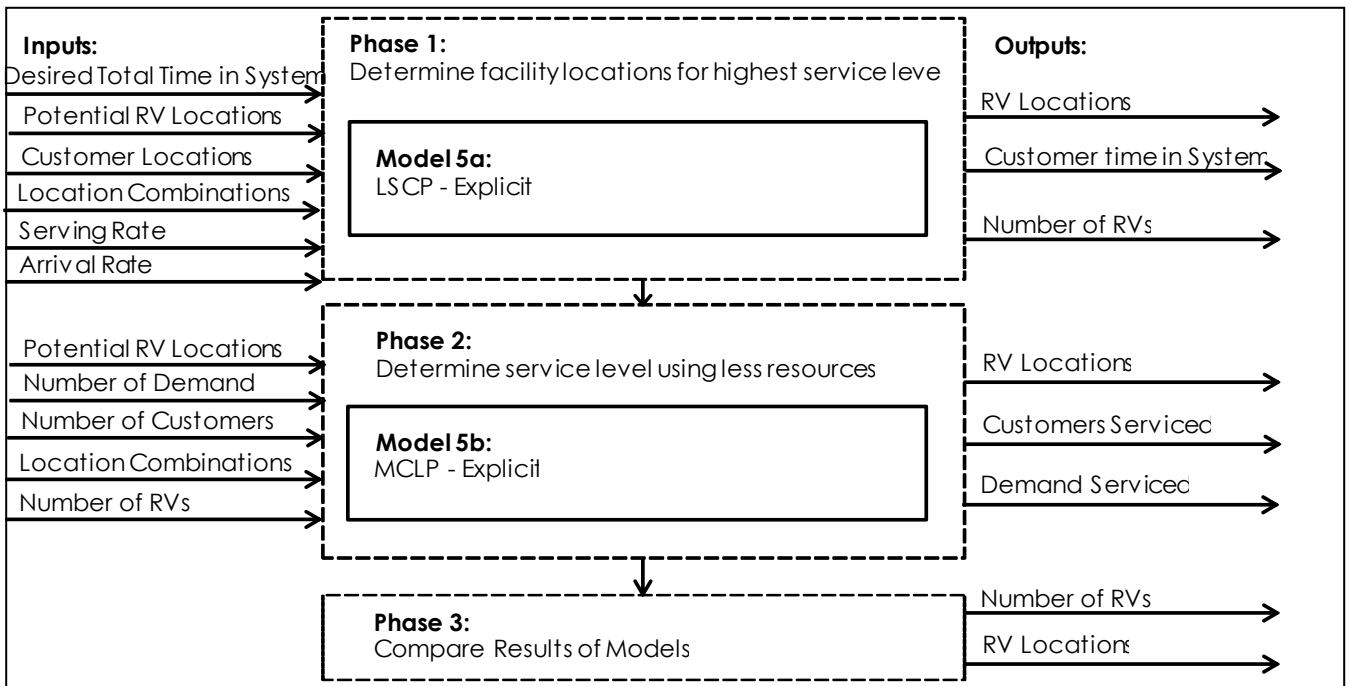 Inputs:
Desired Total Time in System
Potential RV Locations
Customer Locations
Location Combinations
Serving Rate
Arrival Rate
Phase 1:
Determine facility locations for highest service leve
Model 5a:
LSCP - Explicit
Outputs:
RV Locations
Customer time in System
Number of RVs
Potential RV Locations
Number of Demand
Number of Customers
Location Combinations
Number of RVs
Phase 2:
Determine service level using less resources
Model 5b:
MCLP - Explicit
RV Locations
Customers Serviced
Demand Serviced
Phase 3:
Compare Results of Models
Number of RVs
RV Locations